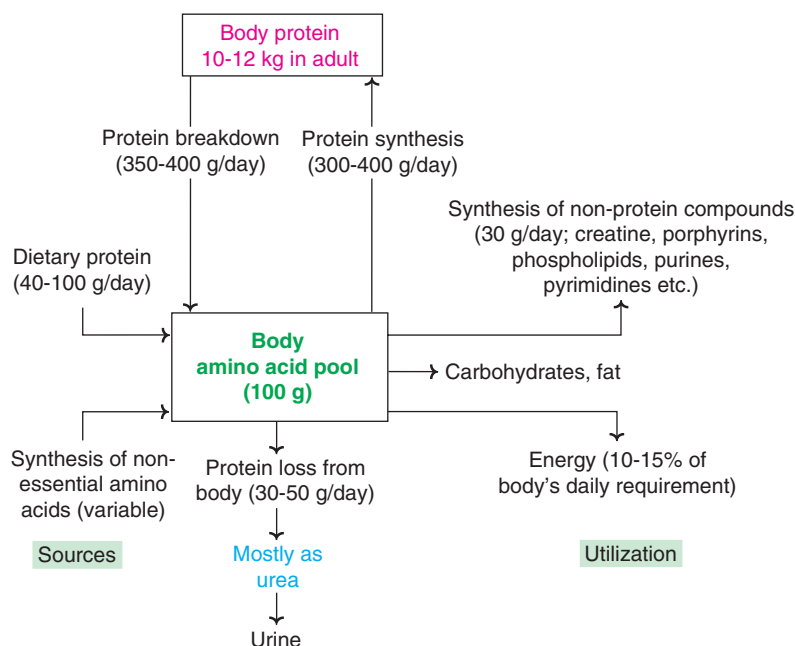 Body protein
10-12 kg in adult
Protein breakdown
(350-400 g/day)
Protein synthesis
(300-400 g/day)
Synthesis of non-protein compounds
(30 g/day; creatine, porphyrins,
phospholipids, purines,
pyrimidines etc.)
Dietary protein
(40-100 g/day)
Body
amino acid pool
(100 g)
Carbohydrates, fat
Synthesis of non-
essential amino
acids (variable)
Protein loss from
body (30-50 g/day)
Energy (10-15% of
body's daily requirement)
Sources
Mostly as
urea
Utilization
Urine